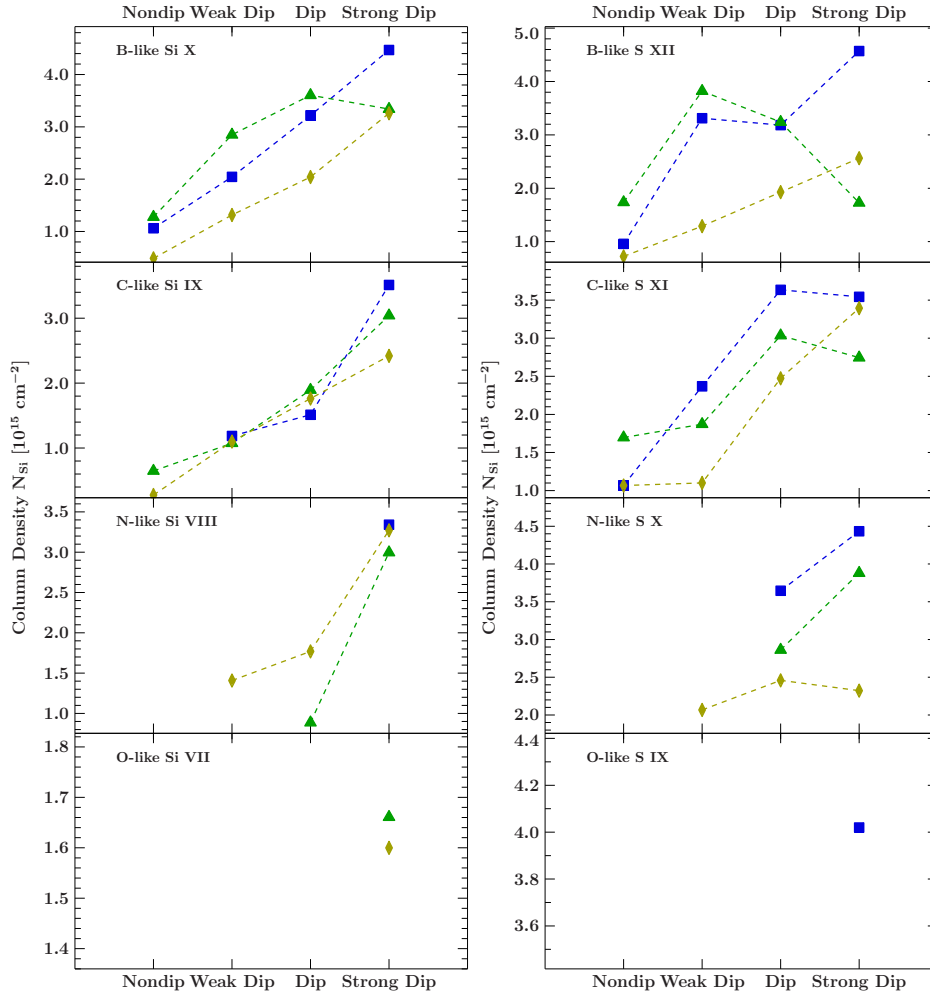 Nondip Weak Dip Dip Strong Dip
Nondip Weak Dip Dip Strong Dip
B-like Si X
4.0
3.0
2.0
1.0
B-like S XII
5.0
4.0
3.0
2.0
1.0
C-like Si IX
3.0
2.0
1.0
C-like S XI
3.5
3.0
2.5
2.0
1.5
1.0
Column Density N_Si [10^15 cm^−2]
Column Density N_Si [10^15 cm^−2]
N-like Si VIII
3.5
3.0
2.5
2.0
1.5
1.0
N-like S X
4.5
4.0
3.5
3.0
2.5
2.0
O-like Si VII
1.8
1.7
1.6
1.5
1.4
O-like S IX
4.4
4.2
4.0
3.8
3.6
Nondip Weak Dip Dip Strong Dip
Nondip Weak Dip Dip Strong Dip